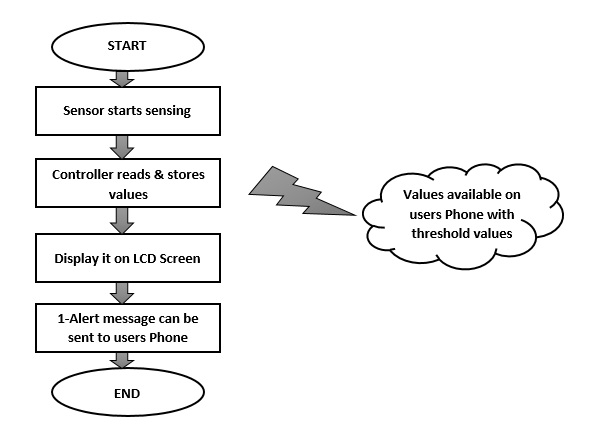 START
Sensor starts sensing
Controller reads & stores
values
Display it on LCD Screen
1-Alert message can be
sent to users Phone
END
Values available on
users Phone with
threshold values